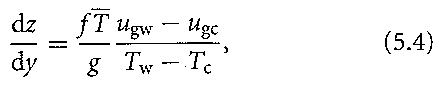 dz/dy = (f T̅ / g) (u_gw − u_gc)/(T_w − T_c), (5.4)